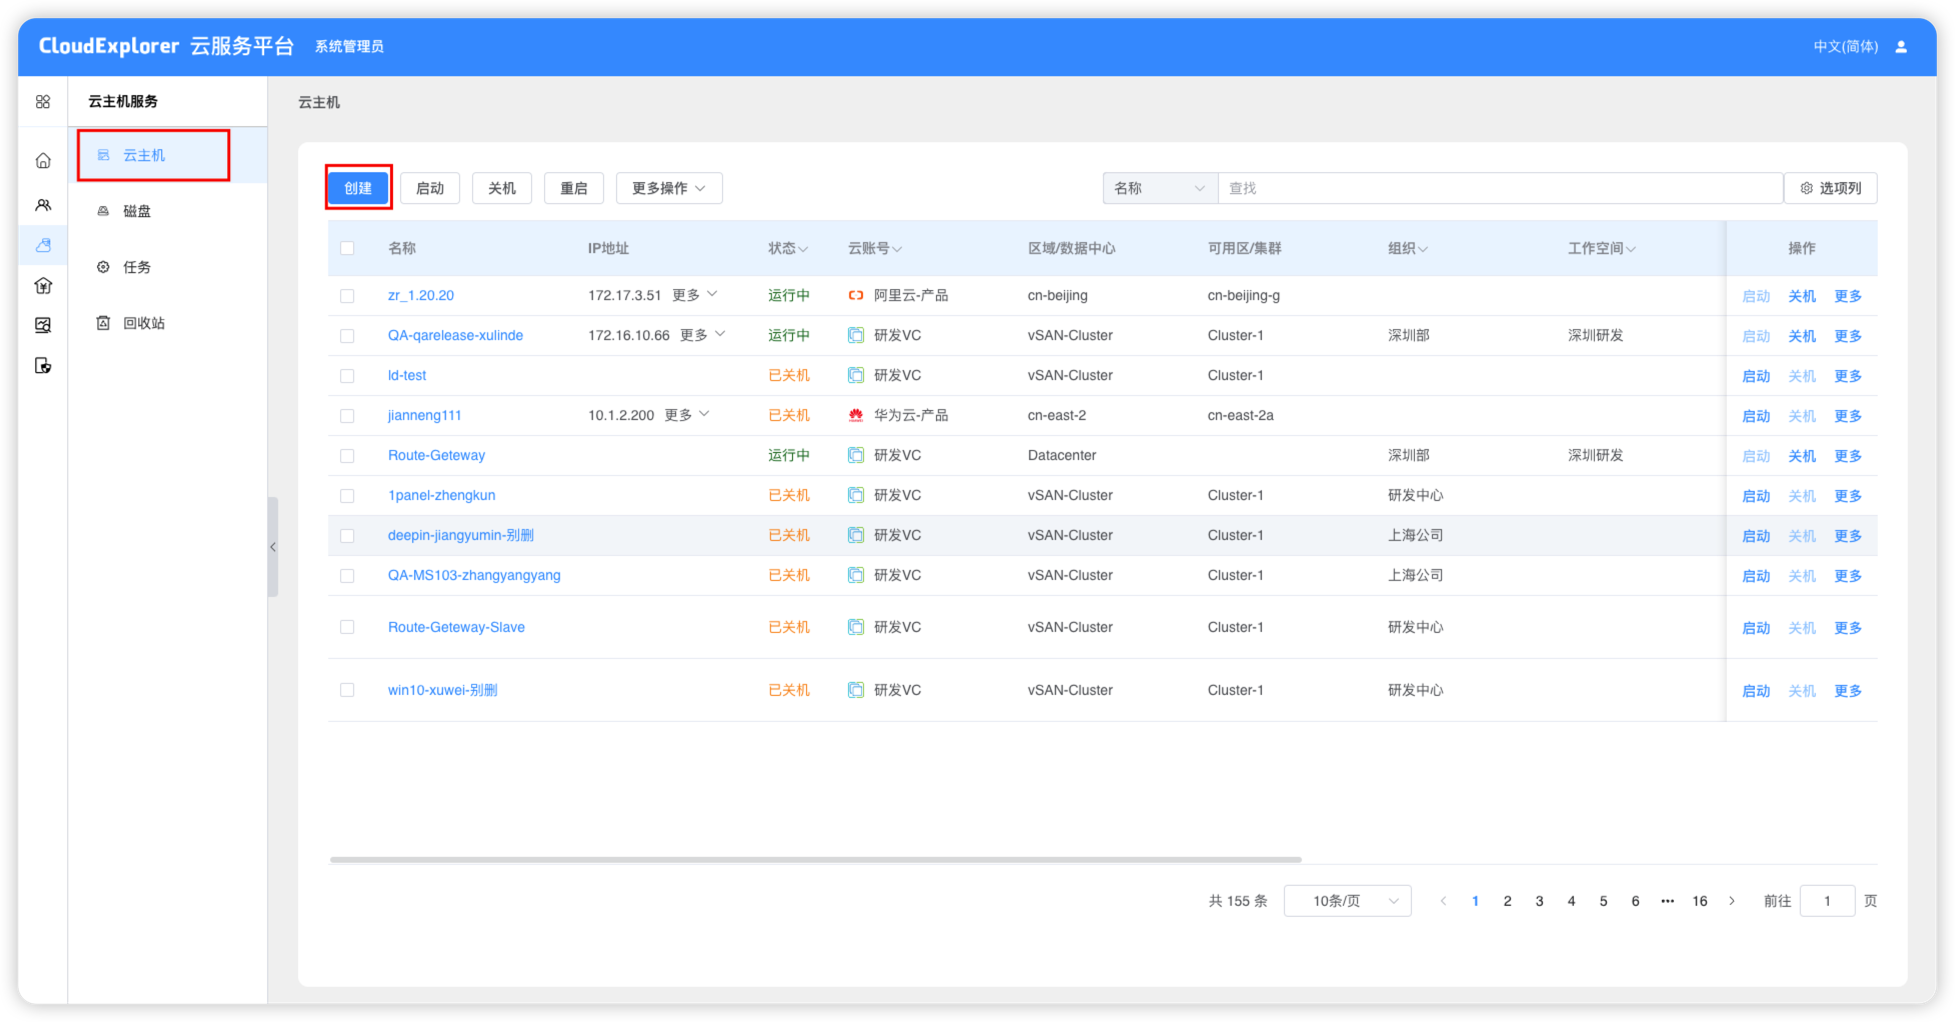 CloudExplorer 云服务平台 系统管理员 中文(简体)
云主机服务 云主机
云主机
磁盘
任务
回收站
创建 启动 关机 重启 更多操作 名称 查找 选项列
名称 IP地址 状态 云账号 区域/数据中心 可用区/集群 组织 工作空间 操作
zr_1.20.20 172.17.3.51 更多 运行中 阿里云-产品 cn-beijing cn-beijing-g 启动 关机 更多
QA-qarelease-xulinde 172.16.10.66 更多 运行中 研发VC vSAN-Cluster Cluster-1 深圳部 深圳研发 启动 关机 更多
ld-test 已关机 研发VC vSAN-Cluster Cluster-1 启动 关机 更多
jianneng111 10.1.2.200 更多 已关机 华为云-产品 cn-east-2 cn-east-2a 启动 关机 更多
Route-Geteway 运行中 研发VC Datacenter 深圳部 深圳研发 启动 关机 更多
1panel-zhengkun 已关机 研发VC vSAN-Cluster Cluster-1 研发中心 启动 关机 更多
deepin-jiangyumin-别删 已关机 研发VC vSAN-Cluster Cluster-1 上海公司 启动 关机 更多
QA-MS103-zhangyangyang 已关机 研发VC vSAN-Cluster Cluster-1 上海公司 启动 关机 更多
Route-Geteway-Slave 已关机 研发VC vSAN-Cluster Cluster-1 研发中心 启动 关机 更多
win10-xuwei-别删 已关机 研发VC vSAN-Cluster Cluster-1 研发中心 启动 关机 更多
共 155 条 10条/页 1 2 3 4 5 6 ••• 16 前往 1 页